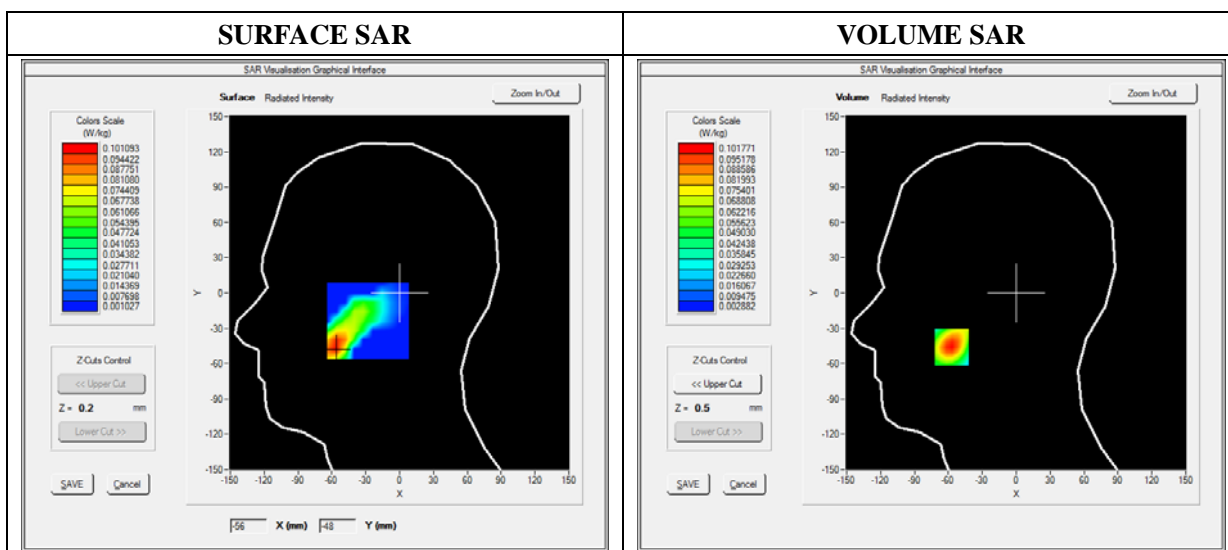 SURFACE SAR
SAR Visualisation Graphical Interface
Surface Radiated Intensity
Zoom In/Out
Colors Scale
(W/kg)
0.101093
0.094422
0.087751
0.081080
0.074409
0.067738
0.061066
0.054395
0.047724
0.041053
0.034382
0.027711
0.021040
0.014369
0.007698
0.001027
150
120
90
60
30
0
-30
-60
-90
-120
-150
Y
-150 -120 -90 -60 -30 0 30 60 90 120 150
X
Z-Cuts Control
<< Upper Cut
Z = 0.2 mm
Lower Cut >>
SAVE Cancel
-56 X (mm) -48 Y (mm)
VOLUME SAR
SAR Visualisation Graphical Interface
Volume Radiated Intensity
Zoom In/Out
Colors Scale
(W/kg)
0.101771
0.095178
0.088586
0.081993
0.075401
0.068808
0.062216
0.055623
0.049030
0.042438
0.035845
0.029253
0.022660
0.016067
0.009475
0.002882
150
120
90
60
30
0
-30
-60
-90
-120
-150
Y
-150 -120 -90 -60 -30 0 30 60 90 120 150
X
Z-Cuts Control
<< Upper Cut
Z = 0.5 mm
Lower Cut >>
SAVE Cancel